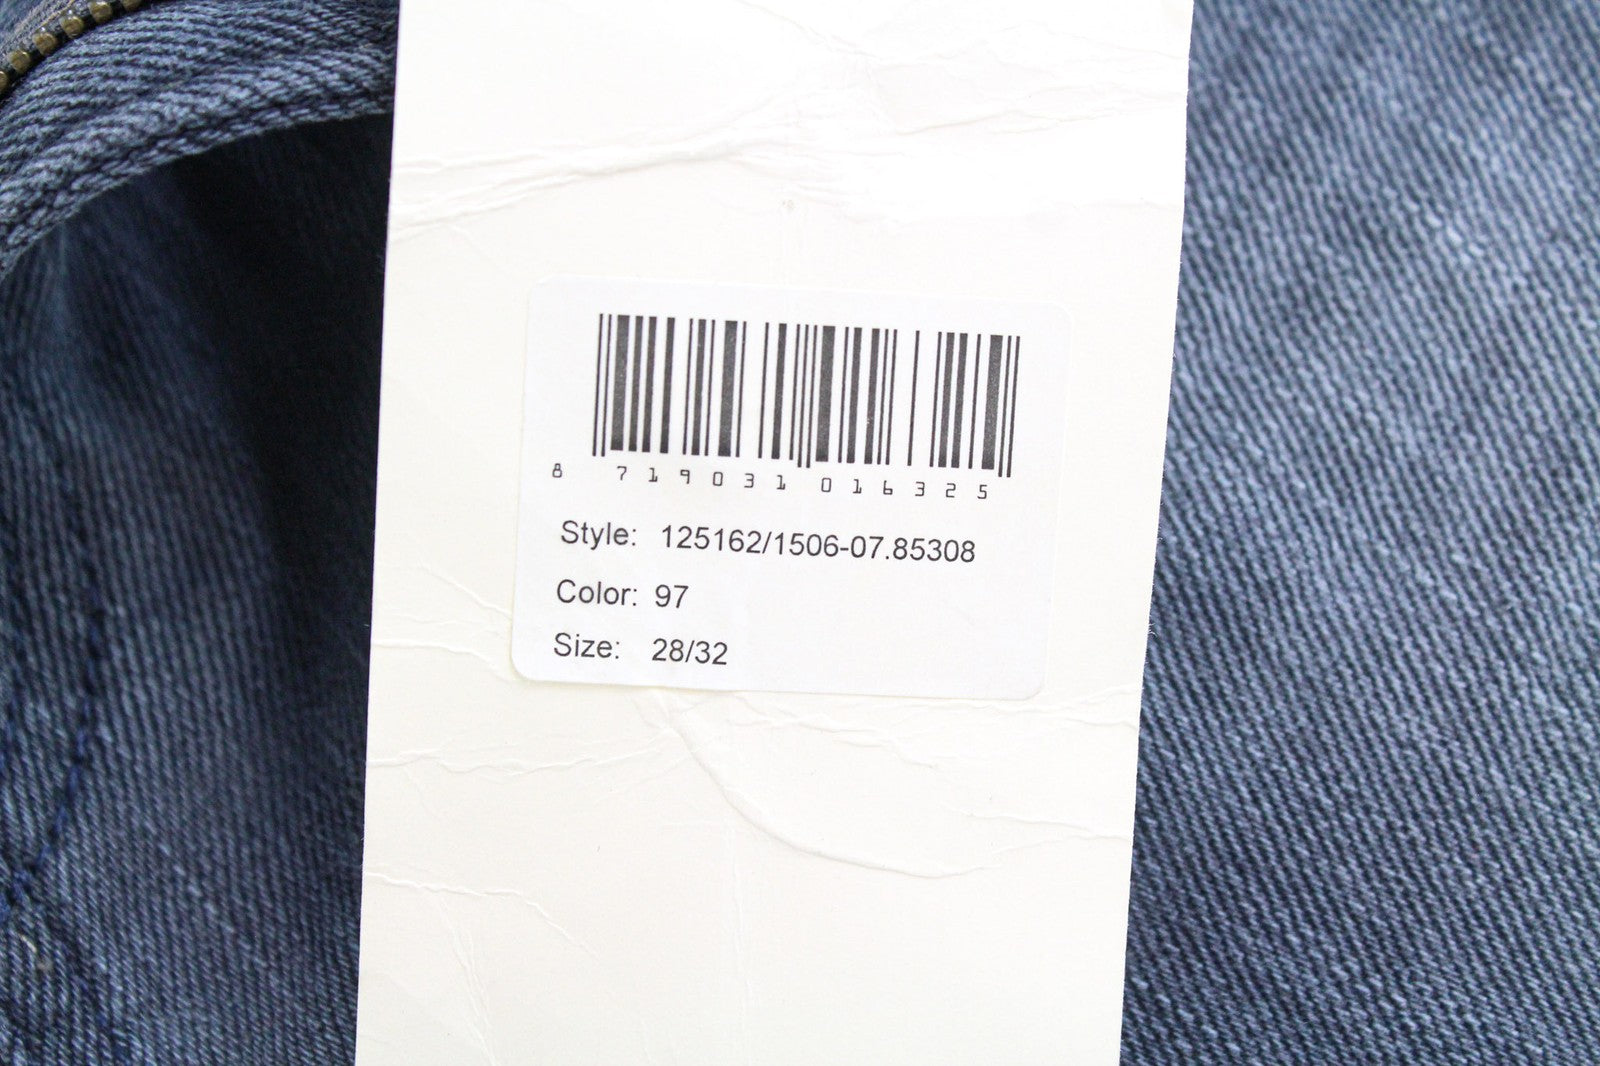 8 719031 016325
Style: 125162/1506-07.85308
Color: 97
Size: 28/32